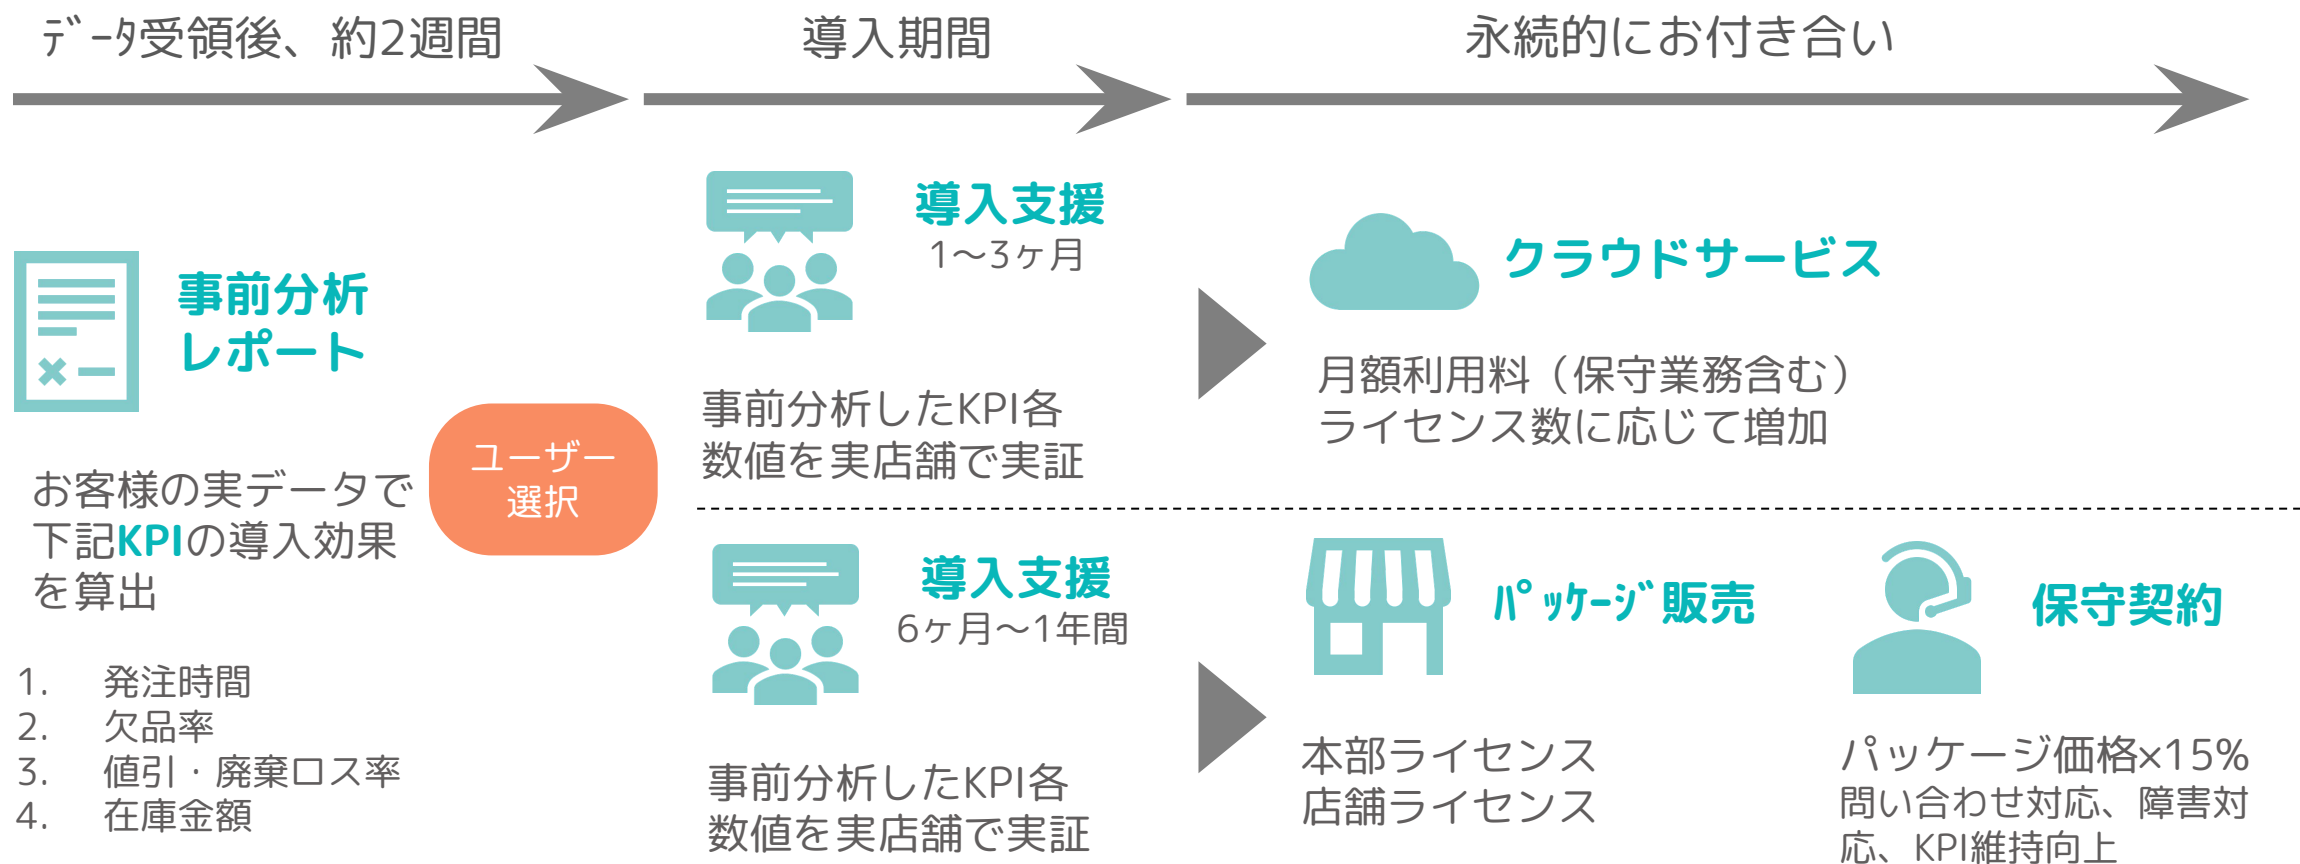 ﾃﾞｰﾀ受領後、約2週間
導入期間
永続的にお付き合い
事前分析
レポート
お客様の実データで
下記KPIの導入効果
を算出
1. 発注時間
2. 欠品率
3. 値引・廃棄ロス率
4. 在庫金額
ユーザー
選択
導入支援
1～3ヶ月
事前分析したKPI各
数値を実店舗で実証
クラウドサービス
月額利用料（保守業務含む）
ライセンス数に応じて増加
導入支援
6ヶ月～1年間
事前分析したKPI各
数値を実店舗で実証
ﾊﾟｯｹｰｼﾞ販売
本部ライセンス
店舗ライセンス
保守契約
パッケージ価格×15%
問い合わせ対応、障害対
応、KPI維持向上